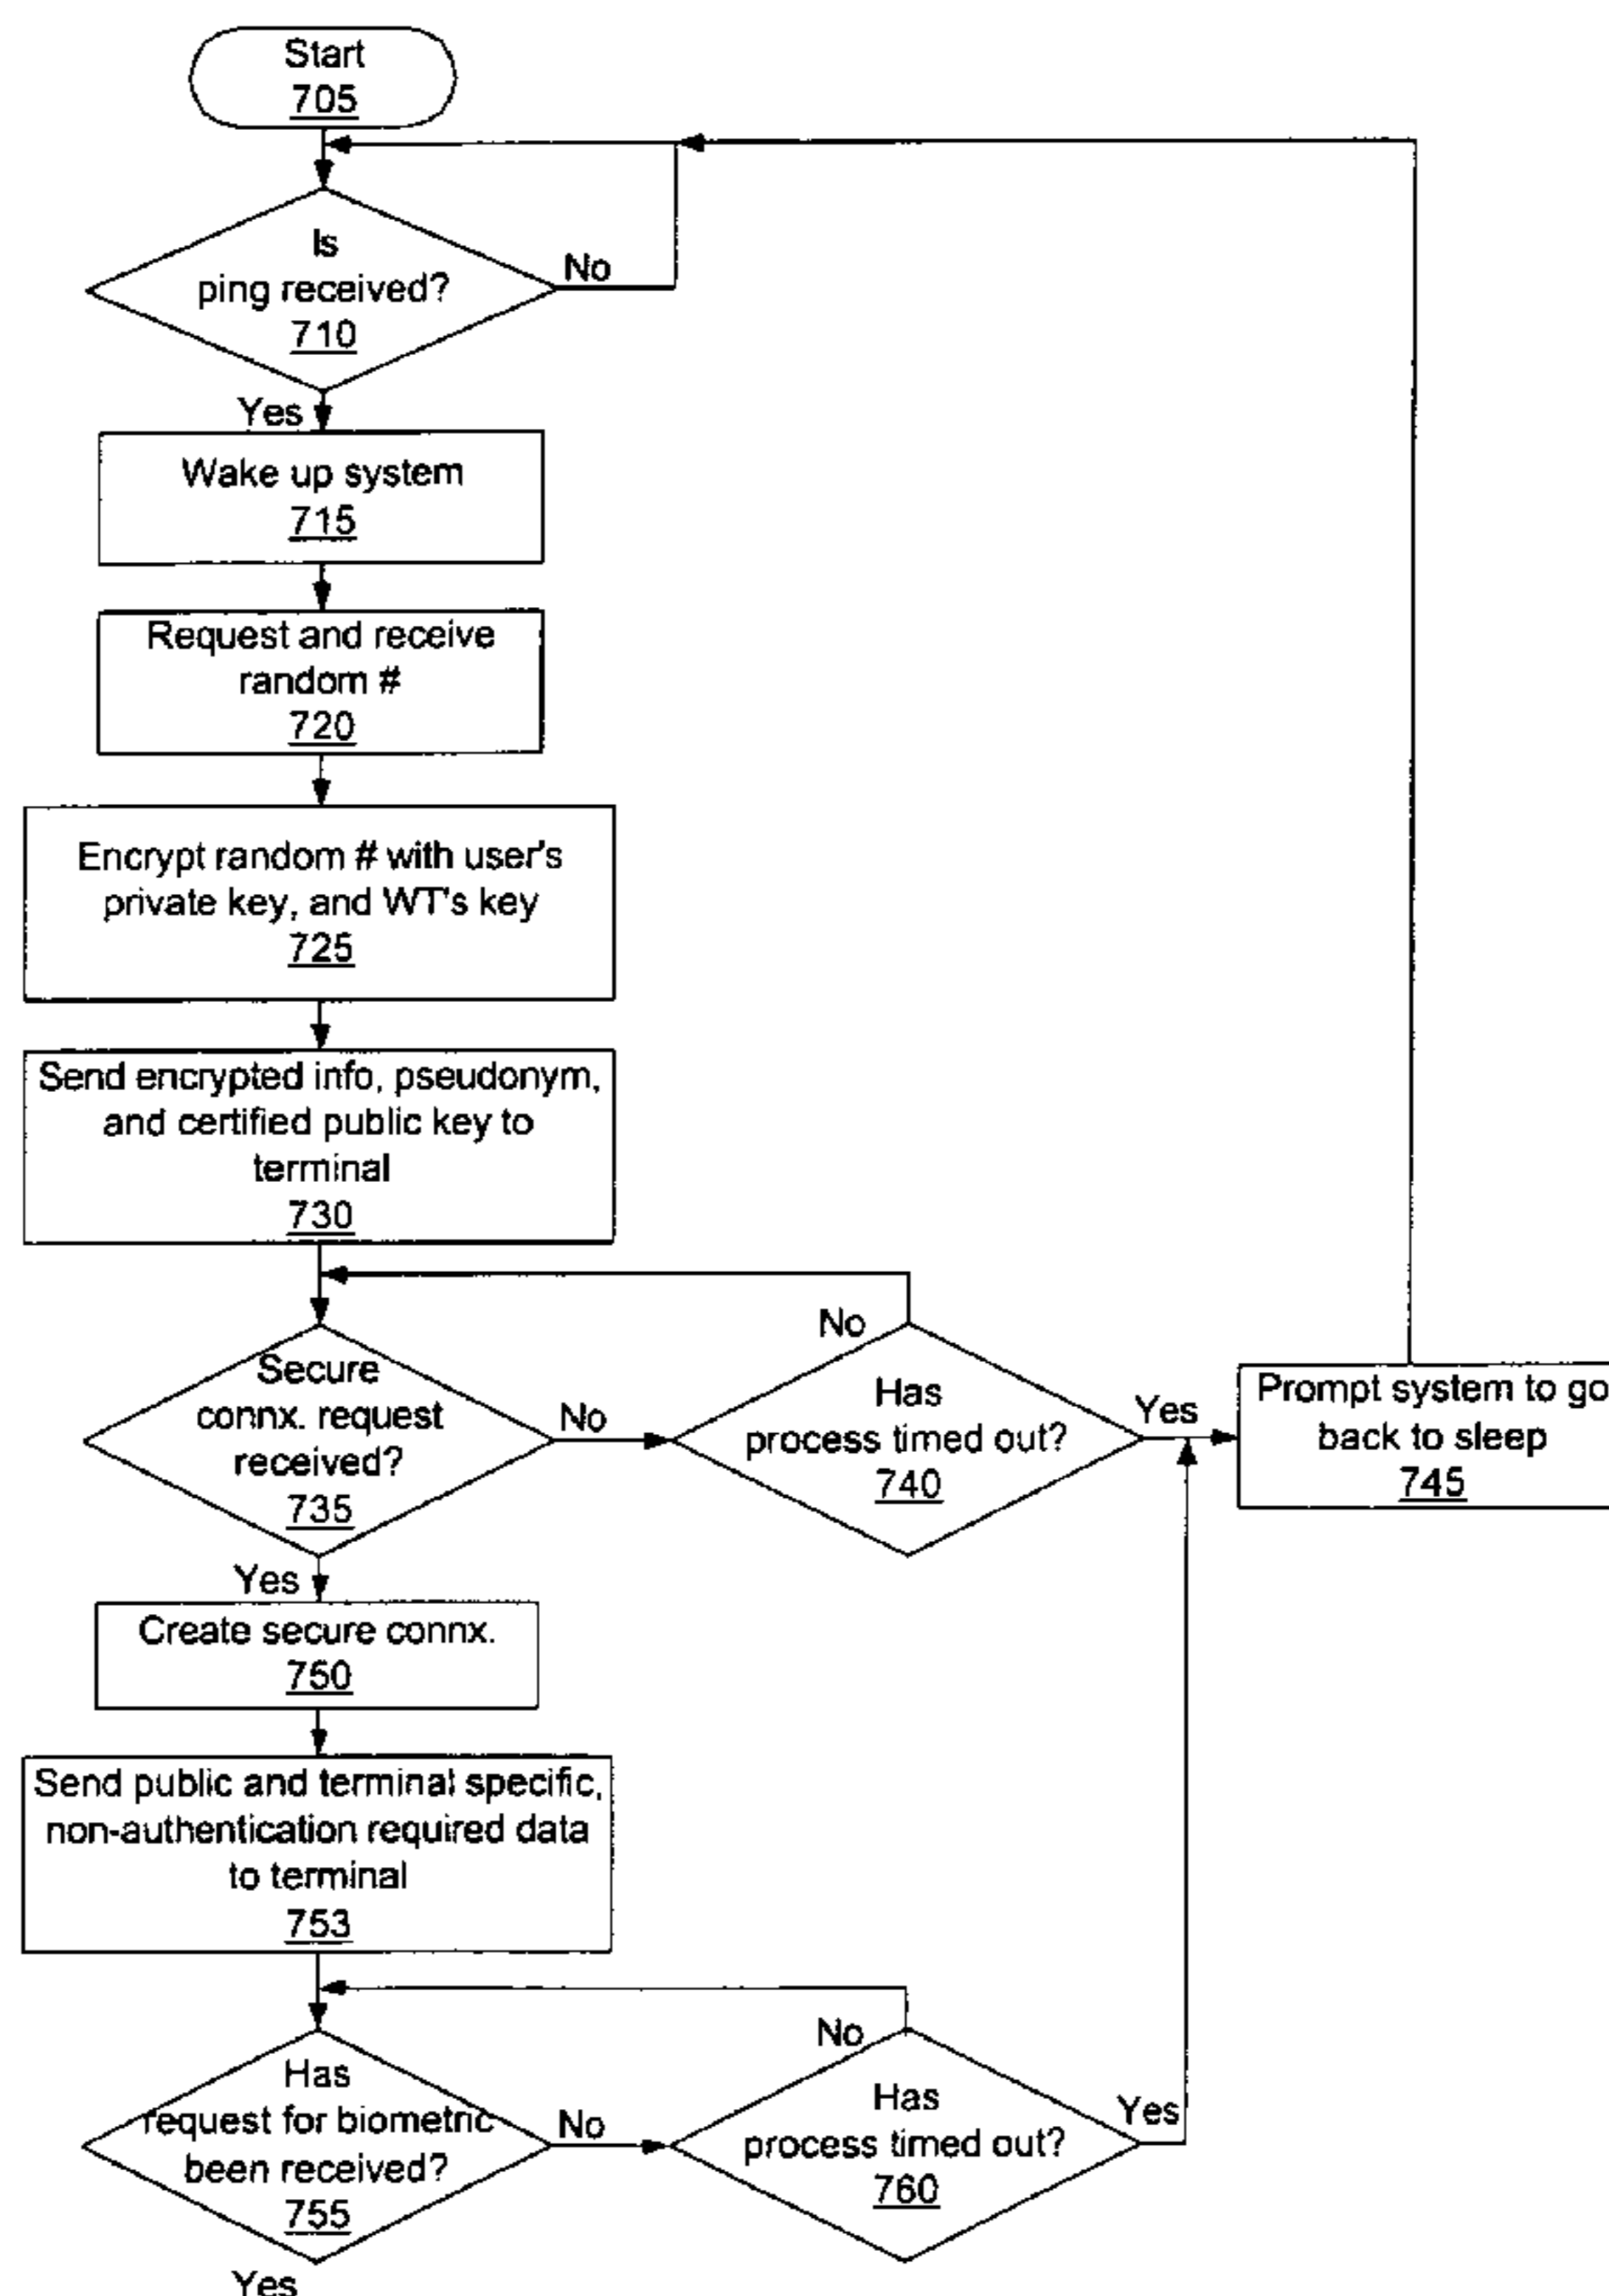 Start
705
Is
ping received?
710
No
Yes
Wake up system
715
Request and receive
random #
720
Encrypt random # with user's
private key, and WT's key
725
Send encrypted info, pseudonym,
and certified public key to
terminal
730
Secure
connx. request
received?
735
No
No
Has
process timed out?
740
Yes
Prompt system to go
back to sleep
745
Yes
Create secure connx.
750
Send public and terminal specific,
non-authentication required data
to terminal
753
Has
request for biometric
been received?
755
No
No
Has
process timed out?
760
Yes
Yes